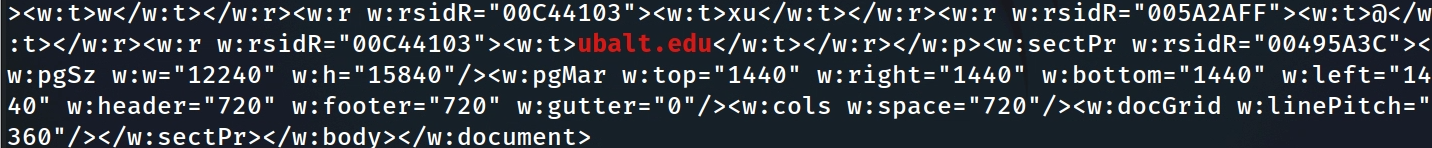 ><w:t>w</w:t></w:r><w:r w:rsidR="00C44103"><w:t>xu</w:t></w:r><w:r w:rsidR="005A2AFF"><w:t>@</w
:t></w:r><w:r w:rsidR="00C44103"><w:t>ubalt.edu</w:t></w:r></w:p><w:sectPr w:rsidR="00495A3C"><
w:pgSz w:w="12240" w:h="15840"/><w:pgMar w:top="1440" w:right="1440" w:bottom="1440" w:left="14
40" w:header="720" w:footer="720" w:gutter="0"/><w:cols w:space="720"/><w:docGrid w:linePitch="
360"/></w:sectPr></w:body></w:document>